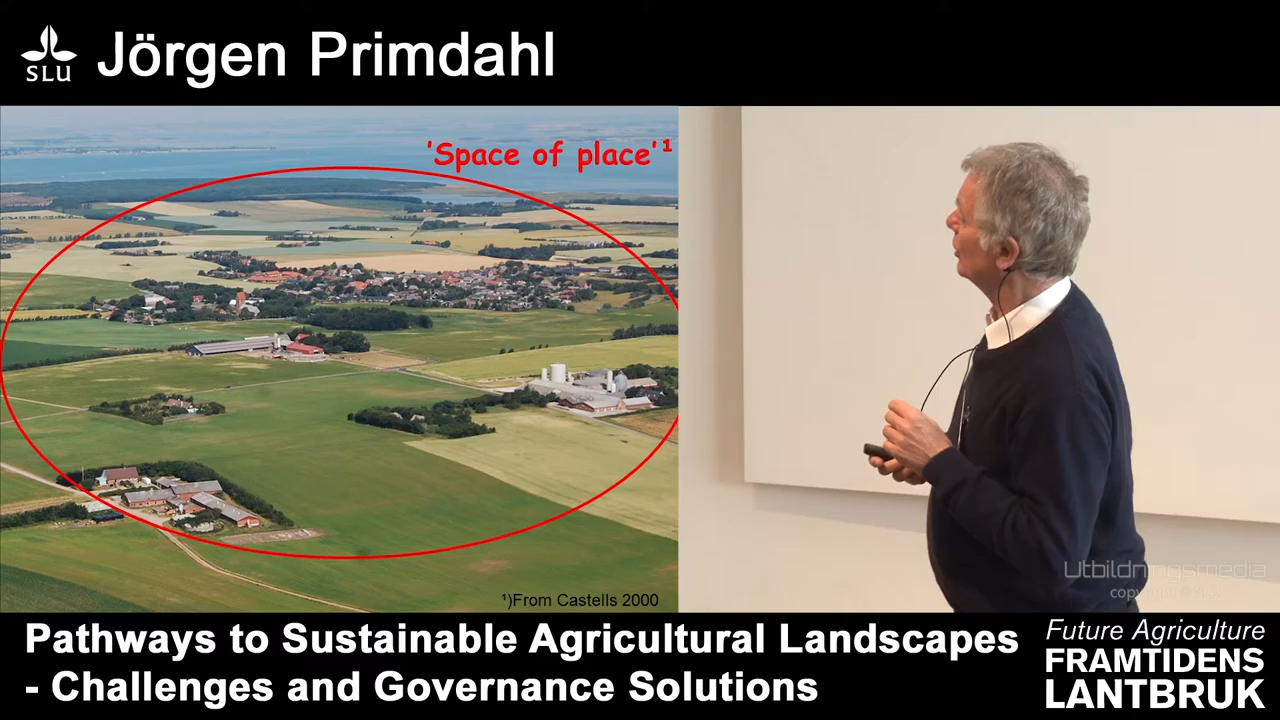 SLU
Jörgen Primdahl
'Space of place'¹
¹)From Castells 2000
Utbildningsmedia
Pathways to Sustainable Agricultural Landscapes
- Challenges and Governance Solutions
Future Agriculture
FRAMTIDENS
LANTBRUK